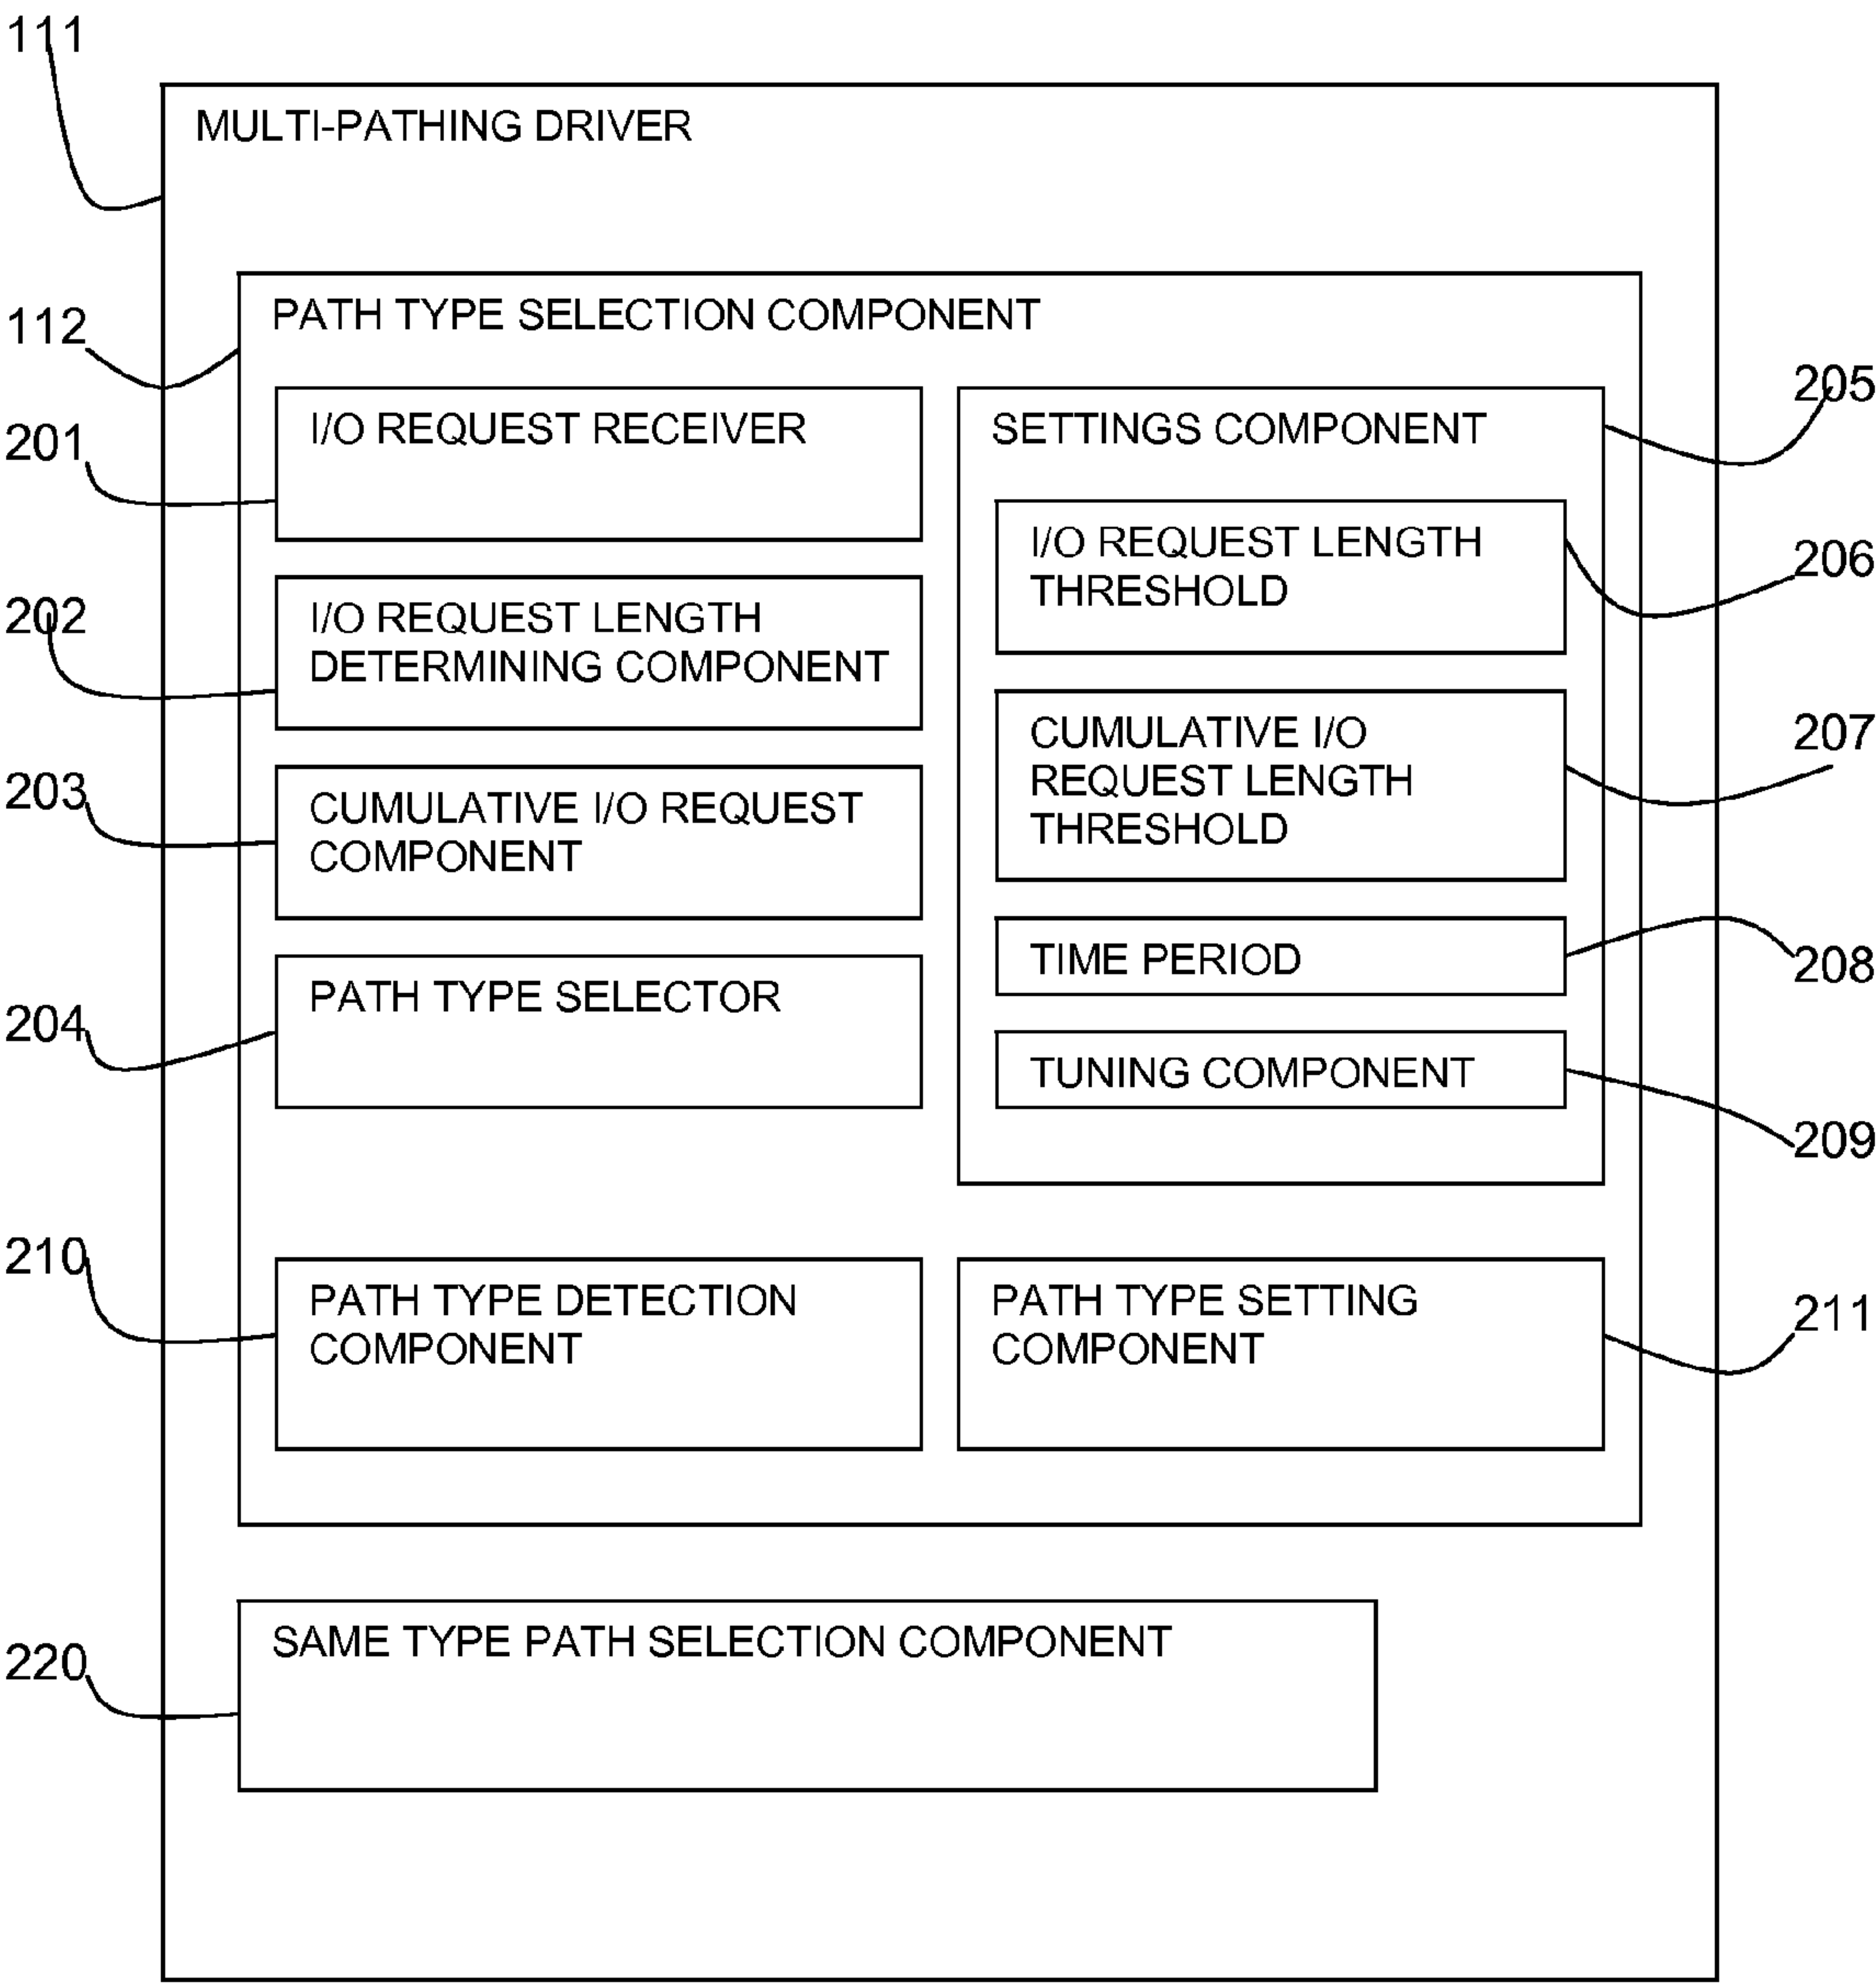 111
MULTI-PATHING DRIVER
112
PATH TYPE SELECTION COMPONENT
201
I/O REQUEST RECEIVER
202
I/O REQUEST LENGTH
DETERMINING COMPONENT
203
CUMULATIVE I/O REQUEST
COMPONENT
204
PATH TYPE SELECTOR
205
SETTINGS COMPONENT
206
I/O REQUEST LENGTH
THRESHOLD
207
CUMULATIVE I/O
REQUEST LENGTH
THRESHOLD
208
TIME PERIOD
209
TUNING COMPONENT
210
PATH TYPE DETECTION
COMPONENT
211
PATH TYPE SETTING
COMPONENT
220
SAME TYPE PATH SELECTION COMPONENT